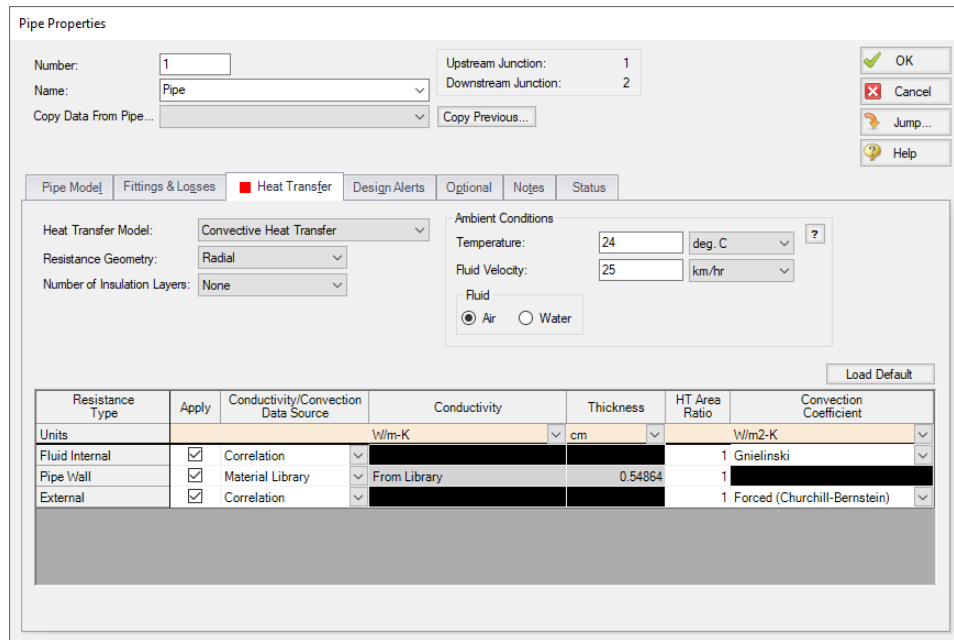 Pipe Properties
Number: 1
Name: Pipe
Copy Data From Pipe... Copy Previous...
Upstream Junction: 1
Downstream Junction: 2
OK
Cancel
Jump...
Help
Pipe Model Fittings & Losses Heat Transfer Design Alerts Optional Notes Status
Heat Transfer Model: Convective Heat Transfer
Resistance Geometry: Radial
Number of Insulation Layers: None
Ambient Conditions
Temperature: 24 deg. C ?
Fluid Velocity: 25 km/hr
Fluid
Air Water
Load Default
Resistance Type Apply Conductivity/Convection Data Source Conductivity Thickness HT Area Ratio Convection Coefficient
Units W/m-K cm W/m2-K
Fluid Internal Correlation 1 Gnielinski
Pipe Wall Material Library From Library 0.54864 1
External Correlation 1 Forced (Churchill-Bernstein)